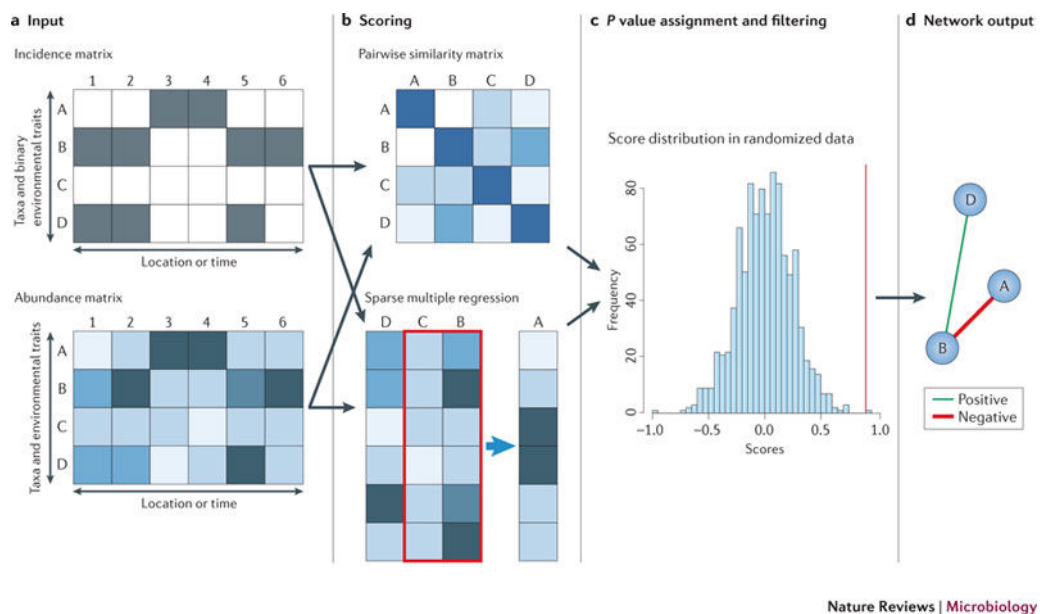 a Input
Incidence matrix
1 2 3 4 5 6
A
B
C
D
Taxa and binary
environmental traits
Location or time
Abundance matrix
1 2 3 4 5 6
A
B
C
D
Taxa and environmental traits
Location or time
b Scoring
Pairwise similarity matrix
A B C D
A
B
C
D
Sparse multiple regression
D C B A
c P value assignment and filtering
Score distribution in randomized data
Frequency
80
60
40
20
0
−1.0 −0.5 0.0 0.5 1.0
Scores
d Network output
D
A
B
Positive
Negative
Nature Reviews | Microbiology